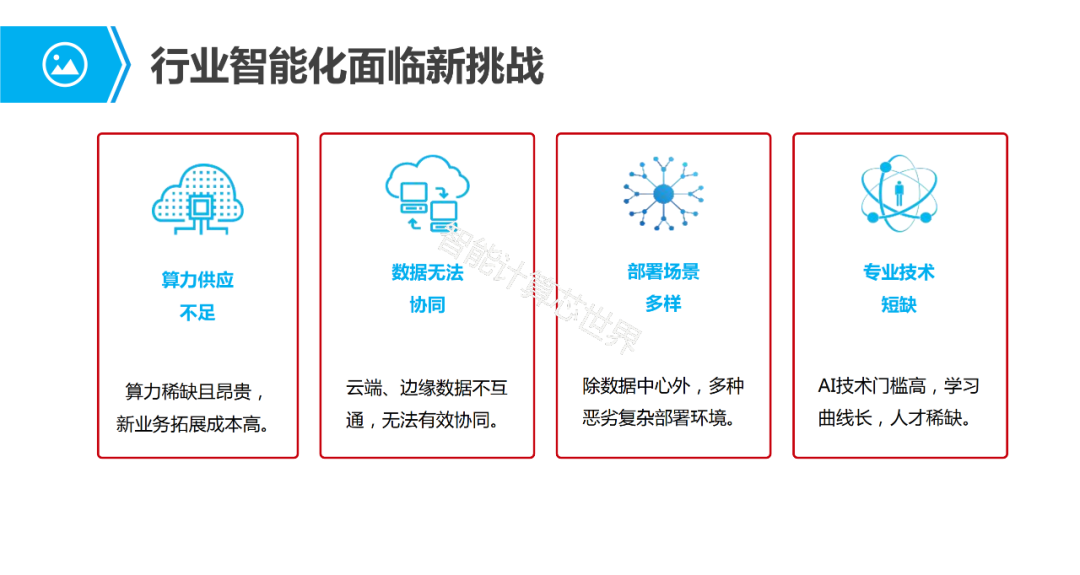 行业智能化面临新挑战
算力供应
不足
算力稀缺且昂贵，
新业务拓展成本高。
数据无法
协同
云端、边缘数据不互
通，无法有效协同。
部署场景
多样
除数据中心外，多种
恶劣复杂部署环境。
专业技术
短缺
AI技术门槛高，学习
曲线长，人才稀缺。
智能计算芯世界